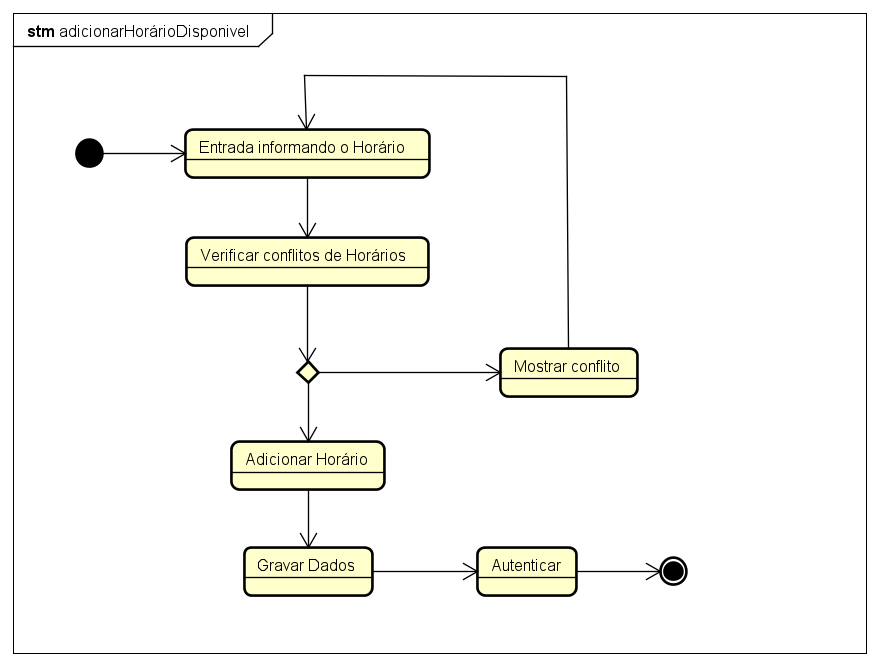 stm adicionarHorárioDisponivel
Entrada informando o Horário
Verificar conflitos de Horários
Mostrar conflito
Adicionar Horário
Gravar Dados
Autenticar